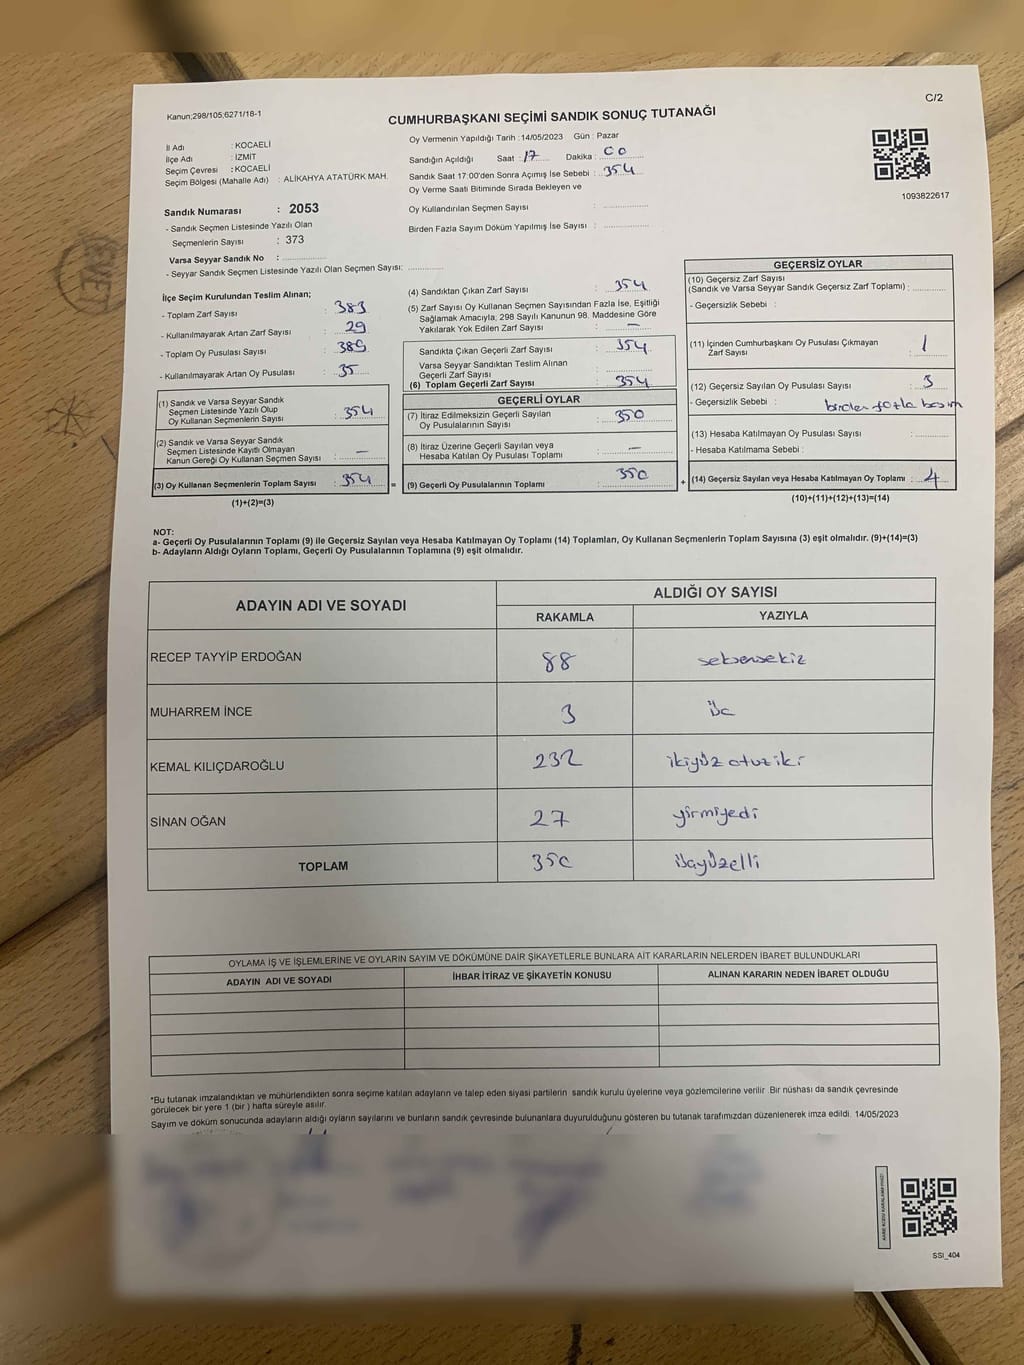 C/2
Kanun;298/105;6271/18-1
CUMHURBAŞKANI SEÇİMİ SANDIK SONUÇ TUTANAĞI
İl Adı : KOCAELİ
İlçe Adı : İZMİT
Seçim Çevresi : KOCAELİ
Seçim Bölgesi (Mahalle Adı) : ALİKAHYA ATATÜRK MAH.
Oy Vermenin Yapıldığı Tarih :14/05/2023 Gün : Pazar
Sandığın Açıldığı Saat : 17 Dakika : 00
Sandık Saat 17:00'den Sonra Açımış İse Sebebi : 354
Oy Verme Saati Bitiminde Sırada Bekleyen ve
Oy Kullandırılan Seçmen Sayısı :
Birden Fazla Sayım Döküm Yapılmış İse Sayısı :
1093822617
Sandık Numarası : 2053
- Sandık Seçmen Listesinde Yazılı Olan
Seçmenlerin Sayısı : 373
Varsa Seyyar Sandık No :
- Seyyar Sandık Seçmen Listesinde Yazılı Olan Seçmen Sayısı:
İlçe Seçim Kurulundan Teslim Alınan;
- Toplam Zarf Sayısı : 383
- Kullanılmayarak Artan Zarf Sayısı : 29
- Toplam Oy Pusulası Sayısı : 389
- Kullanılmayarak Artan Oy Pusulası : 35
(1) Sandık ve Varsa Seyyar Sandık
Seçmen Listesinde Yazılı Olup
Oy Kullanan Seçmenlerin Sayısı : 354
(2) Sandık ve Varsa Seyyar Sandık
Seçmen Listesinde Kayıtlı Olmayan
Kanun Gereği Oy Kullanan Seçmen Sayısı : —
(3) Oy Kullanan Seçmenlerin Toplam Sayısı : 354 =
(1)+(2)=(3)
(4) Sandıktan Çıkan Zarf Sayısı : 354
(5) Zarf Sayısı Oy Kullanan Seçmen Sayısından Fazla İse, Eşitliği
Sağlamak Amacıyla; 298 Sayılı Kanunun 98. Maddesine Göre
Yakılarak Yok Edilen Zarf Sayısı : —
Sandıkta Çıkan Geçerli Zarf Sayısı : 354
Varsa Seyyar Sandıktan Teslim Alınan
Geçerli Zarf Sayısı :
(6) Toplam Geçerli Zarf Sayısı : 354
GEÇERLİ OYLAR
(7) İtiraz Edilmeksizin Geçerli Sayılan
Oy Pusulalarının Sayısı : 350
(8) İtiraz Üzerine Geçerli Sayılan veya
Hesaba Katılan Oy Pusulası Toplamı : —
(9) Geçerli Oy Pusulalarının Toplamı : 350 +
GEÇERSİZ OYLAR
(10) Geçersiz Zarf Sayısı
(Sandık ve Varsa Seyyar Sandık Geçersiz Zarf Toplamı) :
- Geçersizlik Sebebi :
(11) İçinden Cumhurbaşkanı Oy Pusulası Çıkmayan
Zarf Sayısı : 1
(12) Geçersiz Sayılan Oy Pusulası Sayısı : 3
- Geçersizlik Sebebi : birden fazla basım
(13) Hesaba Katılmayan Oy Pusulası Sayısı :
- Hesaba Katılmama Sebebi :
(14) Geçersiz Sayılan veya Hesaba Katılmayan Oy Toplamı : 4
(10)+(11)+(12)+(13)=(14)
NOT:
a- Geçerli Oy Pusulalarının Toplamı (9) ile Geçersiz Sayılan veya Hesaba Katılmayan Oy Toplamı (14) Toplamları, Oy Kullanan Seçmenlerin Toplam Sayısına (3) eşit olmalıdır. (9)+(14)=(3)
b- Adayların Aldığı Oyların Toplamı, Geçerli Oy Pusulalarının Toplamına (9) eşit olmalıdır.
ADAYIN ADI VE SOYADI ALDIĞI OY SAYISI
RAKAMLA YAZIYLA
RECEP TAYYİP ERDOĞAN 88 seksensekiz
MUHARREM İNCE 3 üç
KEMAL KILIÇDAROĞLU 232 ikiyüz otuziki
SİNAN OĞAN 27 yirmiyedi
TOPLAM 350 üçyüzelli
OYLAMA İŞ VE İŞLEMLERİNE VE OYLARIN SAYIM VE DÖKÜMÜNE DAİR ŞİKAYETLERLE BUNLARA AİT KARARLARIN NELERDEN İBARET BULUNDUKLARI
ADAYIN ADI VE SOYADI İHBAR İTİRAZ VE ŞİKAYETİN KONUSU ALINAN KARARIN NEDEN İBARET OLDUĞU
*Bu tutanak imzalandıktan ve mühürlendikten sonra seçime katılan adayların ve talep eden siyasi partilerin sandık kurulu üyelerine veya gözlemcilerine verilir. Bir nüshası da sandık çevresinde
görülecek bir yere 1 (bir ) hafta süreyle asılır.
Sayım ve döküm sonucunda adayların aldığı oyların sayılarını ve bunların sandık çevresinde bulunanlara duyurulduğunu gösteren bu tutanak tarafımızdan düzenlenerek imza edildi. 14/05/2023
SSI_404